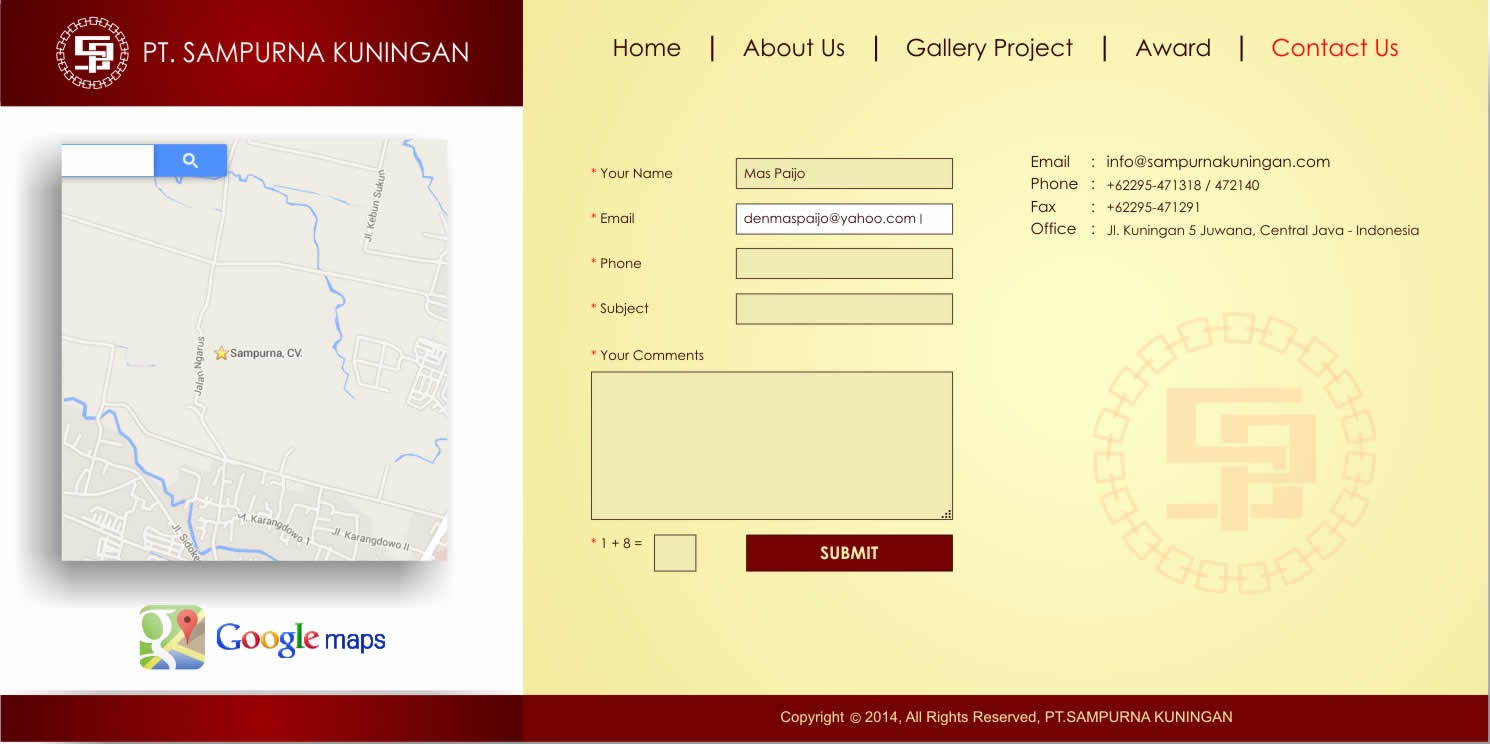 PT. SAMPURNA KUNINGAN
Home | About Us | Gallery Project | Award | Contact Us
Jl. Kebun Sukun
Jalan Ngarus
Sampurna, CV.
Jl. Karangdowo 1
Jl Karangdowo II
Jl. Sidoke
Google maps
* Your Name
Mas Paijo
* Email
denmaspaijo@yahoo.com |
* Phone
* Subject
* Your Comments
* 1 + 8 =
SUBMIT
Email : info@sampurnakuningan.com
Phone : +62295-471318 / 472140
Fax : +62295-471291
Office : Jl. Kuningan 5 Juwana, Central Java - Indonesia
Copyright © 2014, All Rights Reserved, PT.SAMPURNA KUNINGAN